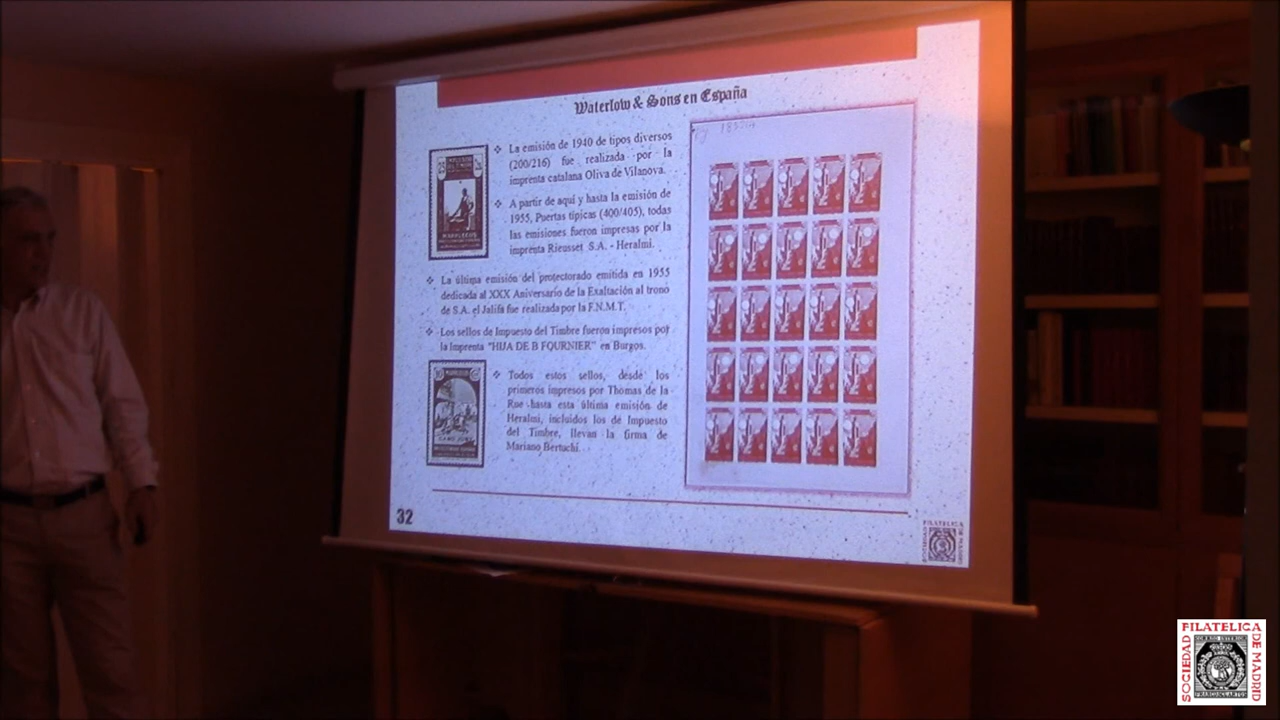 Waterlow & Sons en España
❖ La emisión de 1940 de tipos diversos
(200/216) fue realizada por la
imprenta catalana Oliva de Vilanova.
❖ A partir de aquí y hasta la emisión de
1955, Puertas típicas (400/405), todas
las emisiones fueron impresas por la
imprenta Rieusset S.A. - Heralmi.
❖ La última emisión del protectorado emitida en 1955
dedicada al XXX Aniversario de la Exaltación al trono
de S.A. el Jalifa fue realizada por la F.N.M.T.
❖ Los sellos de Impuesto del Timbre fueron impresos por
la Imprenta "HIJA DE B FOURNIER" en Burgos.
❖ Todos estos sellos, desde los
primeros impresos por Thomas de la
Rue hasta esta última emisión de
Heralmi, incluidos los de Impuesto
del Timbre, llevan la firma de
Mariano Bertuchi.
MARRUECOS
32
SOCIEDAD
FILATELICA
DE MADRID
SOCIEDAD
FILATELICA
DE MADRID